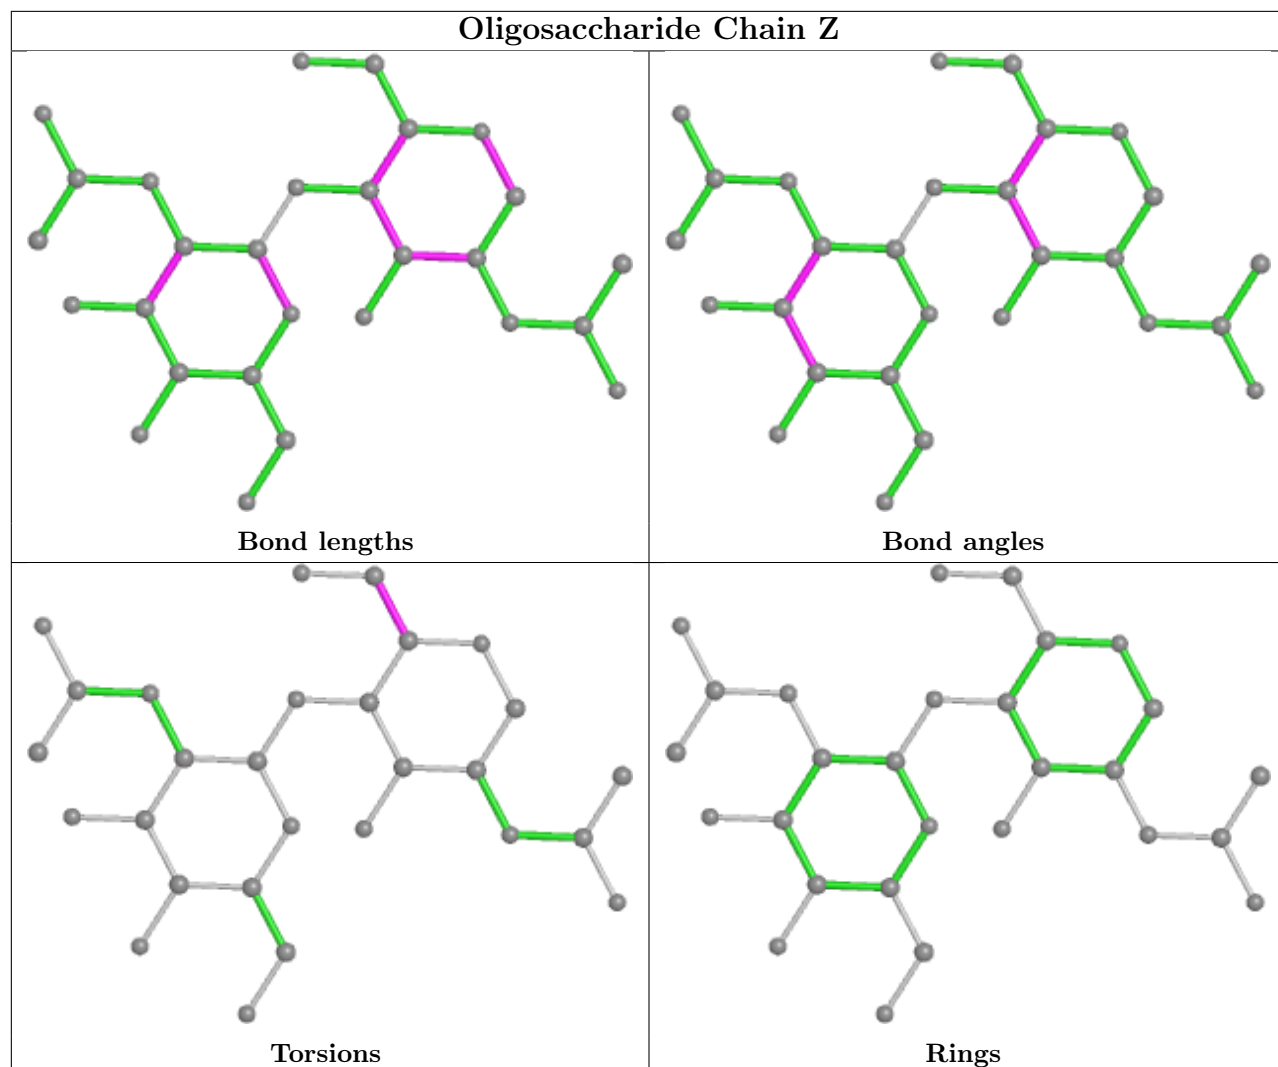 Oligosaccharide Chain Z
Bond lengths
Bond angles
Torsions
Rings